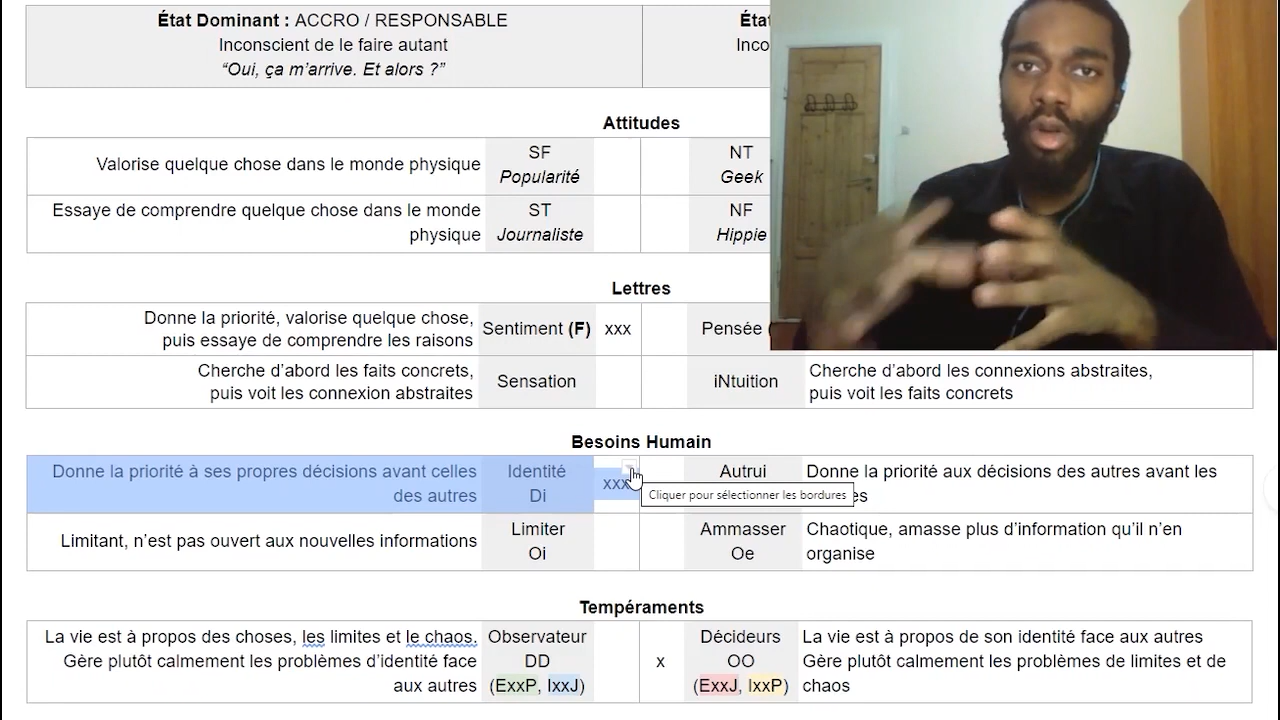 État Dominant : ACCRO / RESPONSABLE
Inconscient de le faire autant
“Oui, ça m’arrive. Et alors ?”
Attitudes
Valorise quelque chose dans le monde physique
SF
Popularité
NT
Geek
Essaye de comprendre quelque chose dans le monde
physique
ST
Journaliste
NF
Hippie
Lettres
Donne la priorité, valorise quelque chose,
puis essaye de comprendre les raisons
Sentiment (F)
xxx
Pensée
Cherche d’abord les faits concrets,
puis voit les connexion abstraites
Sensation
iNtuition
Cherche d’abord les connexions abstraites,
puis voit les faits concrets
Besoins Humain
Donne la priorité à ses propres décisions avant celles
des autres
Identité
Di
xxx
Autrui
Donne la priorité aux décisions des autres avant les
Cliquer pour sélectionner les bordures
Limitant, n’est pas ouvert aux nouvelles informations
Limiter
Oi
Ammasser
Oe
Chaotique, amasse plus d’information qu’il n’en
organise
Tempéraments
La vie est à propos des choses, les limites et le chaos.
Gère plutôt calmement les problèmes d’identité face
aux autres
Observateur
DD
(ExxP, IxxJ)
x
Décideurs
OO
(ExxJ, IxxP)
La vie est à propos de son identité face aux autres
Gère plutôt calmement les problèmes de limites et de
chaos